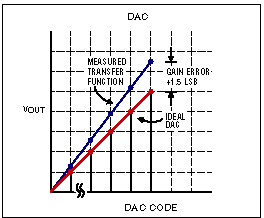 DAC
MEASURED
TRANSFER
FUNCTION
GAIN ERROR
+1.5 LSB
VOUT
IDEAL
DAC
DAC CODE